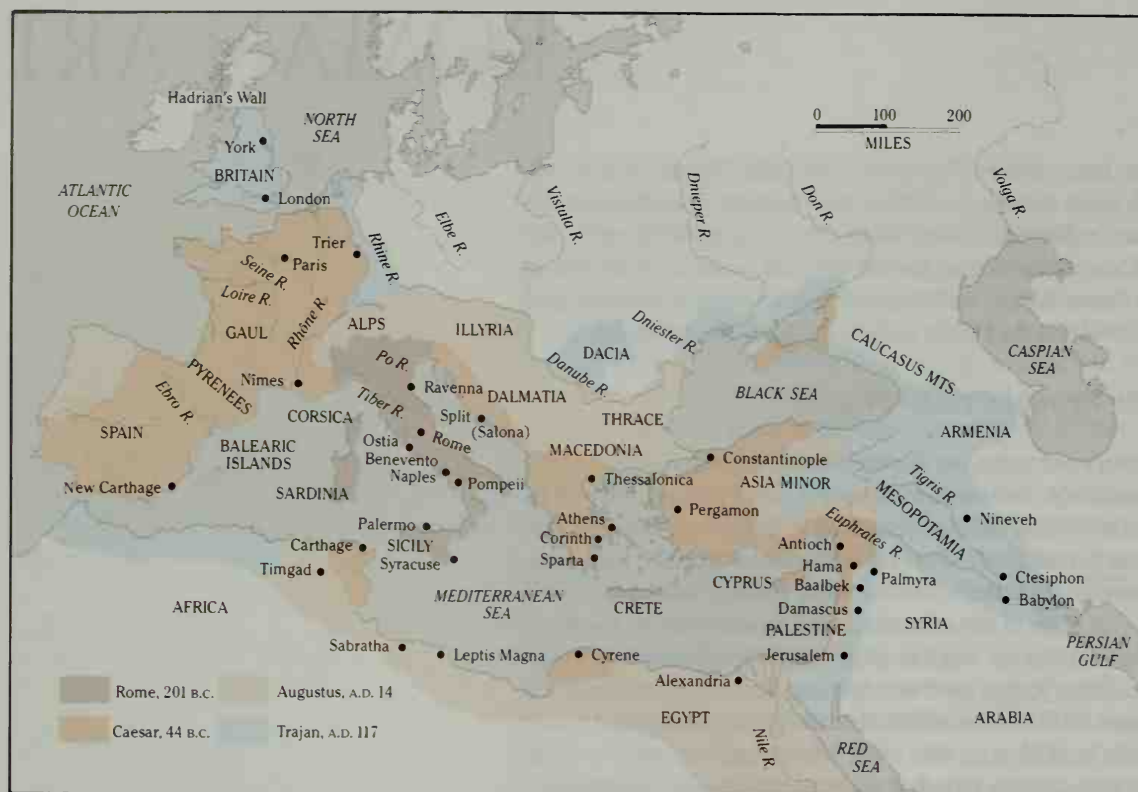 Hadrian's Wall
NORTH
SEA
York
BRITAIN
London
ATLANTIC
OCEAN
0 100 200
MILES
Elbe R.
Vistala R.
Dnieper R.
Don R.
Volga R.
Trier
Rhine R.
Seine R.
Paris
Loire R.
GAUL
Rhône R.
ALPS
ILLYRIA
DACIA
Dniester R.
Danube R.
CAUCASUS MTS.
CASPIAN
SEA
BLACK SEA
Po R.
Ravenna
DALMATIA
Nîmes
PYRENEES
Ebro R.
SPAIN
CORSICA
Tiber R.
Split
(Salona)
THRACE
ARMENIA
BALEARIC
ISLANDS
Ostia
Rome
Benevento
Naples
Pompeii
MACEDONIA
Constantinople
Thessalonica
ASIA MINOR
Tigris R.
MESOPOTAMIA
Nineveh
New Carthage
SARDINIA
Pergamon
Euphrates R.
Palermo
Athens
Corinth
Sparta
Antioch
Carthage
SICILY
Syracuse
Hama
Palmyra
Ctesiphon
Timgad
CYPRUS
Baalbek
Babylon
AFRICA
MEDITERRANEAN
SEA
CRETE
Damascus
SYRIA
PALESTINE
PERSIAN
GULF
Sabratha
Leptis Magna
Cyrene
Jerusalem
Alexandria
EGYPT
Nile R.
RED
SEA
ARABIA
Rome, 201 B.C.
Augustus, A.D. 14
Caesar, 44 B.C.
Trajan, A.D. 117